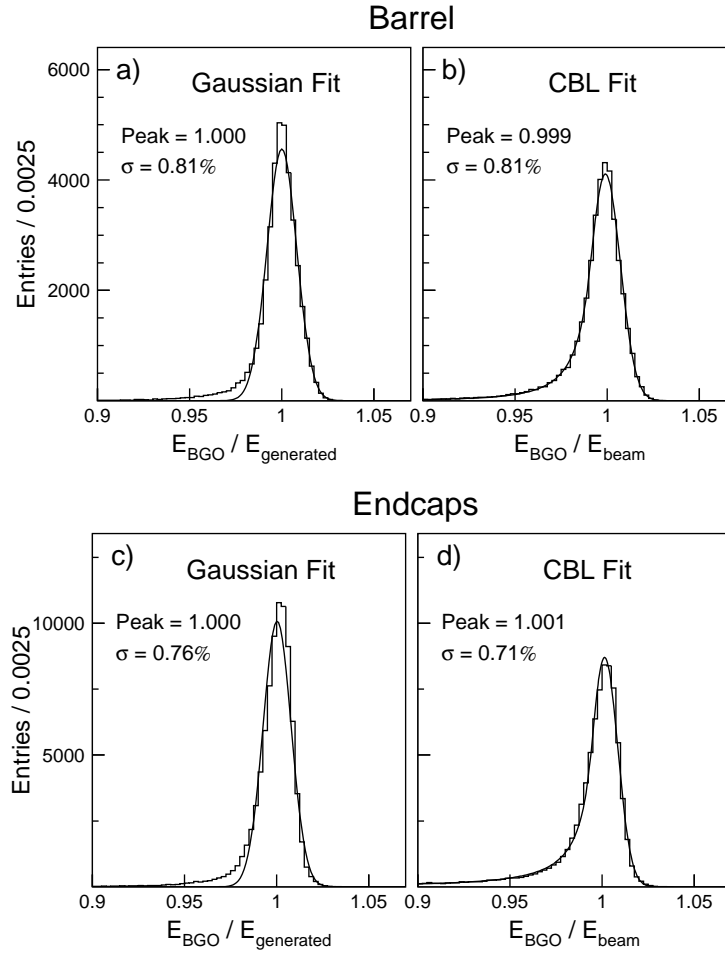 Barrel
a)
Gaussian Fit
Peak = 1.000
σ = 0.81%
Entries / 0.0025
6000
4000
2000
0.9
0.95
1
1.05
E_BGO / E_generated
b)
CBL Fit
Peak = 0.999
σ = 0.81%
0.9
0.95
1
1.05
E_BGO / E_beam
Endcaps
c)
Gaussian Fit
Peak = 1.000
σ = 0.76%
Entries / 0.0025
10000
5000
0
0.9
0.95
1
1.05
E_BGO / E_generated
d)
CBL Fit
Peak = 1.001
σ = 0.71%
0.9
0.95
1
1.05
E_BGO / E_beam